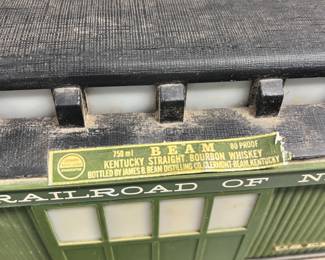 BEAM
750 ml 80 PROOF
KENTUCKY STRAIGHT BOURBON WHISKEY
BOTTLED BY JAMES B. BEAM DISTILLING CO. CLERMONT-BEAM, KENTUCKY
RAILROAD OF N